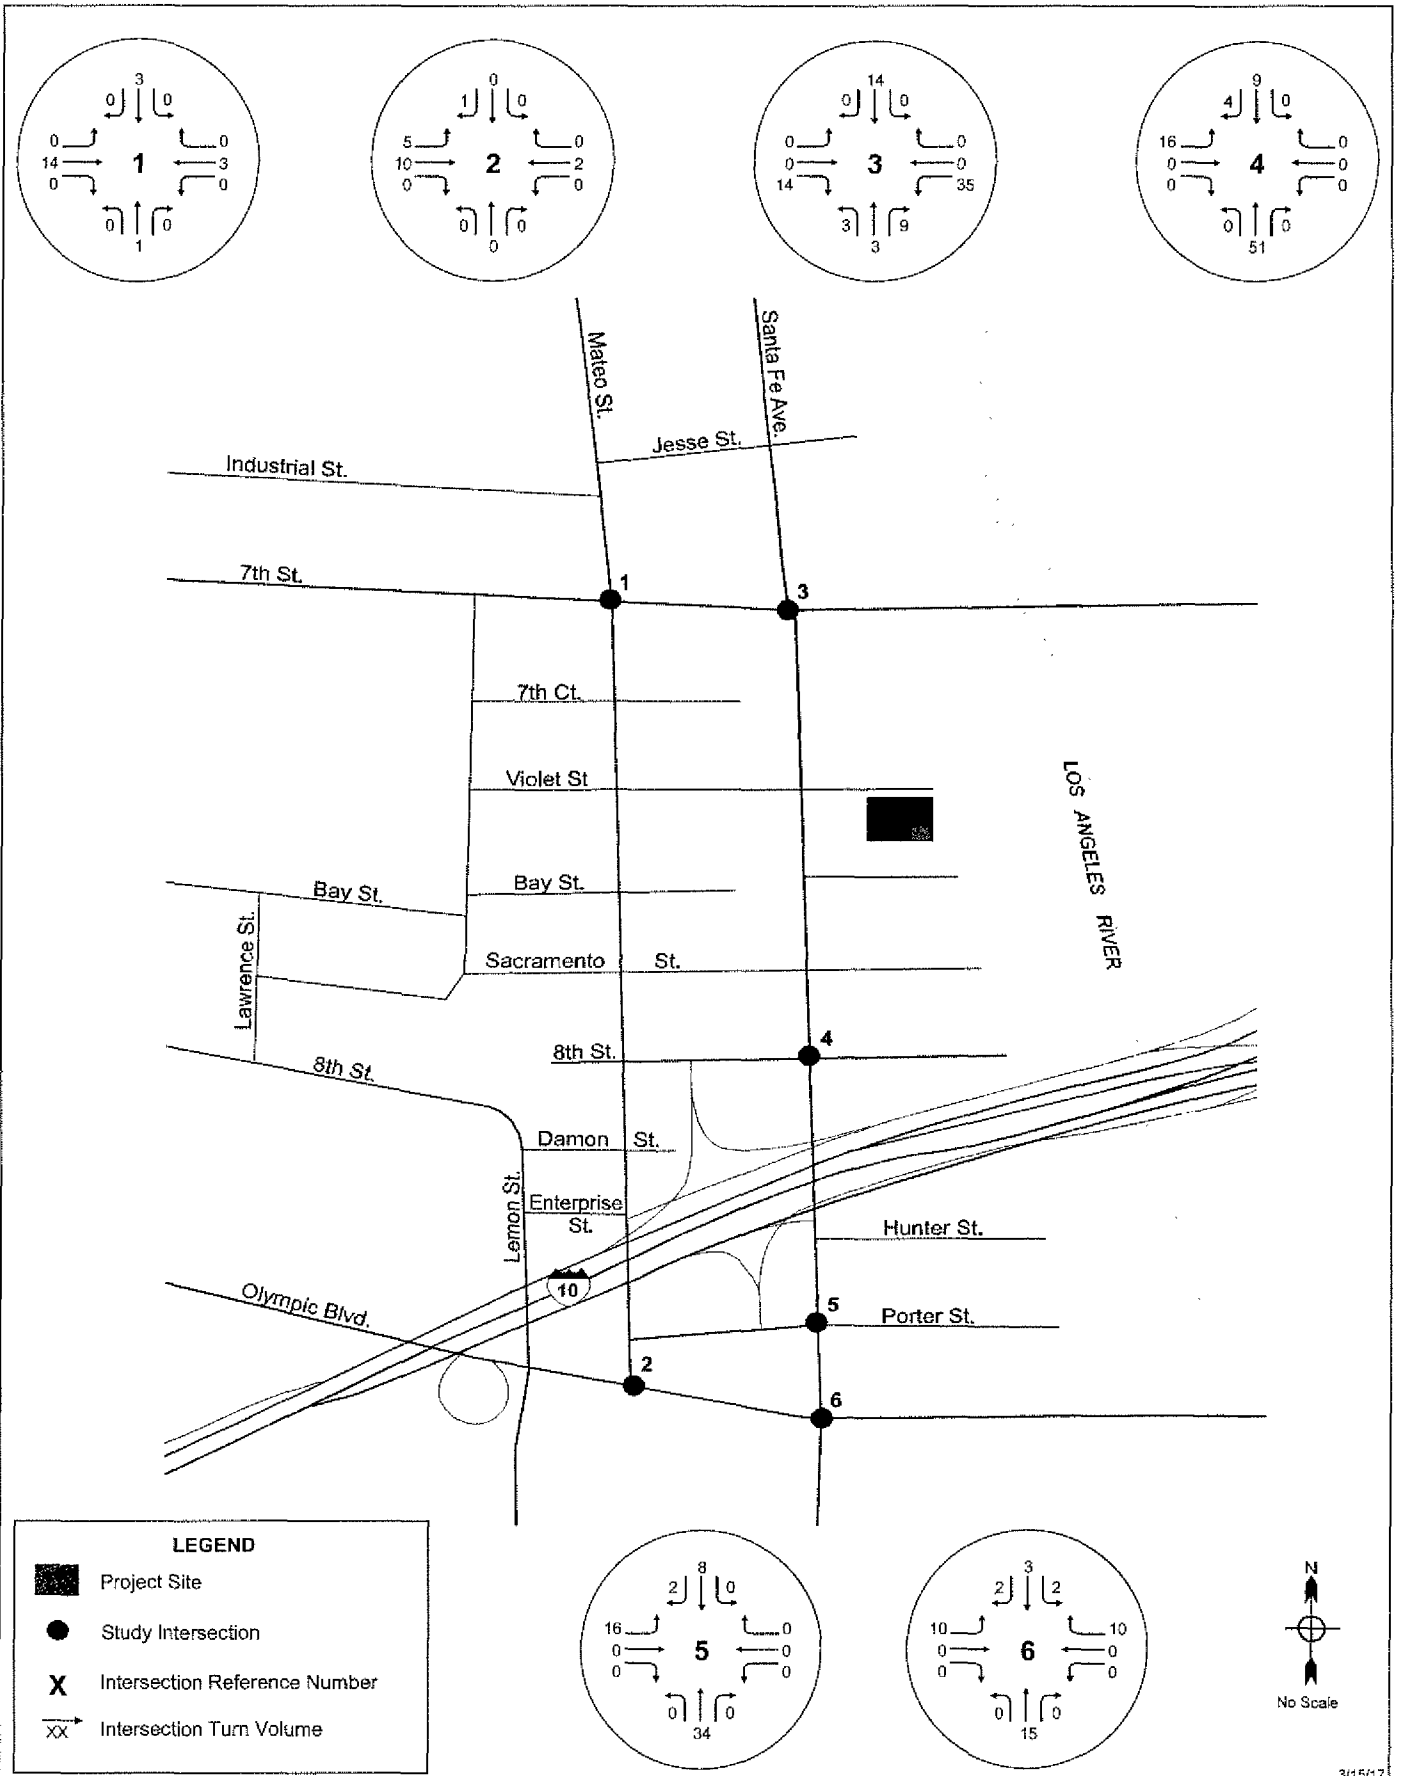 3
0 0
0 0
14 1 3
0 0
0 0
1
0
1 0
5 0
10 2 2
0 0
0 0
0
14
0 0
0 0
0 3 0
14 35
3 9
3
9
4 0
16 0
0 4 0
0 0
0 0
51
Mateo St.
Santa Fe Ave.
Jesse St.
Industrial St.
7th St.
1
3
7th Ct.
Violet St
LOS ANGELES RIVER
Bay St.
Bay St.
Lawrence St.
Sacramento St.
4
8th St.
8th St.
Damon St.
Lemon St.
Enterprise
St.
Hunter St.
10
Olympic Blvd.
5
Porter St.
2
6
LEGEND
Project Site
Study Intersection
X Intersection Reference Number
XX Intersection Turn Volume
8
2 0
16 0
0 5 0
0 0
0 0
34
3
2 2
10 10
0 6 0
0 0
0 0
15
N
No Scale
3/15/17